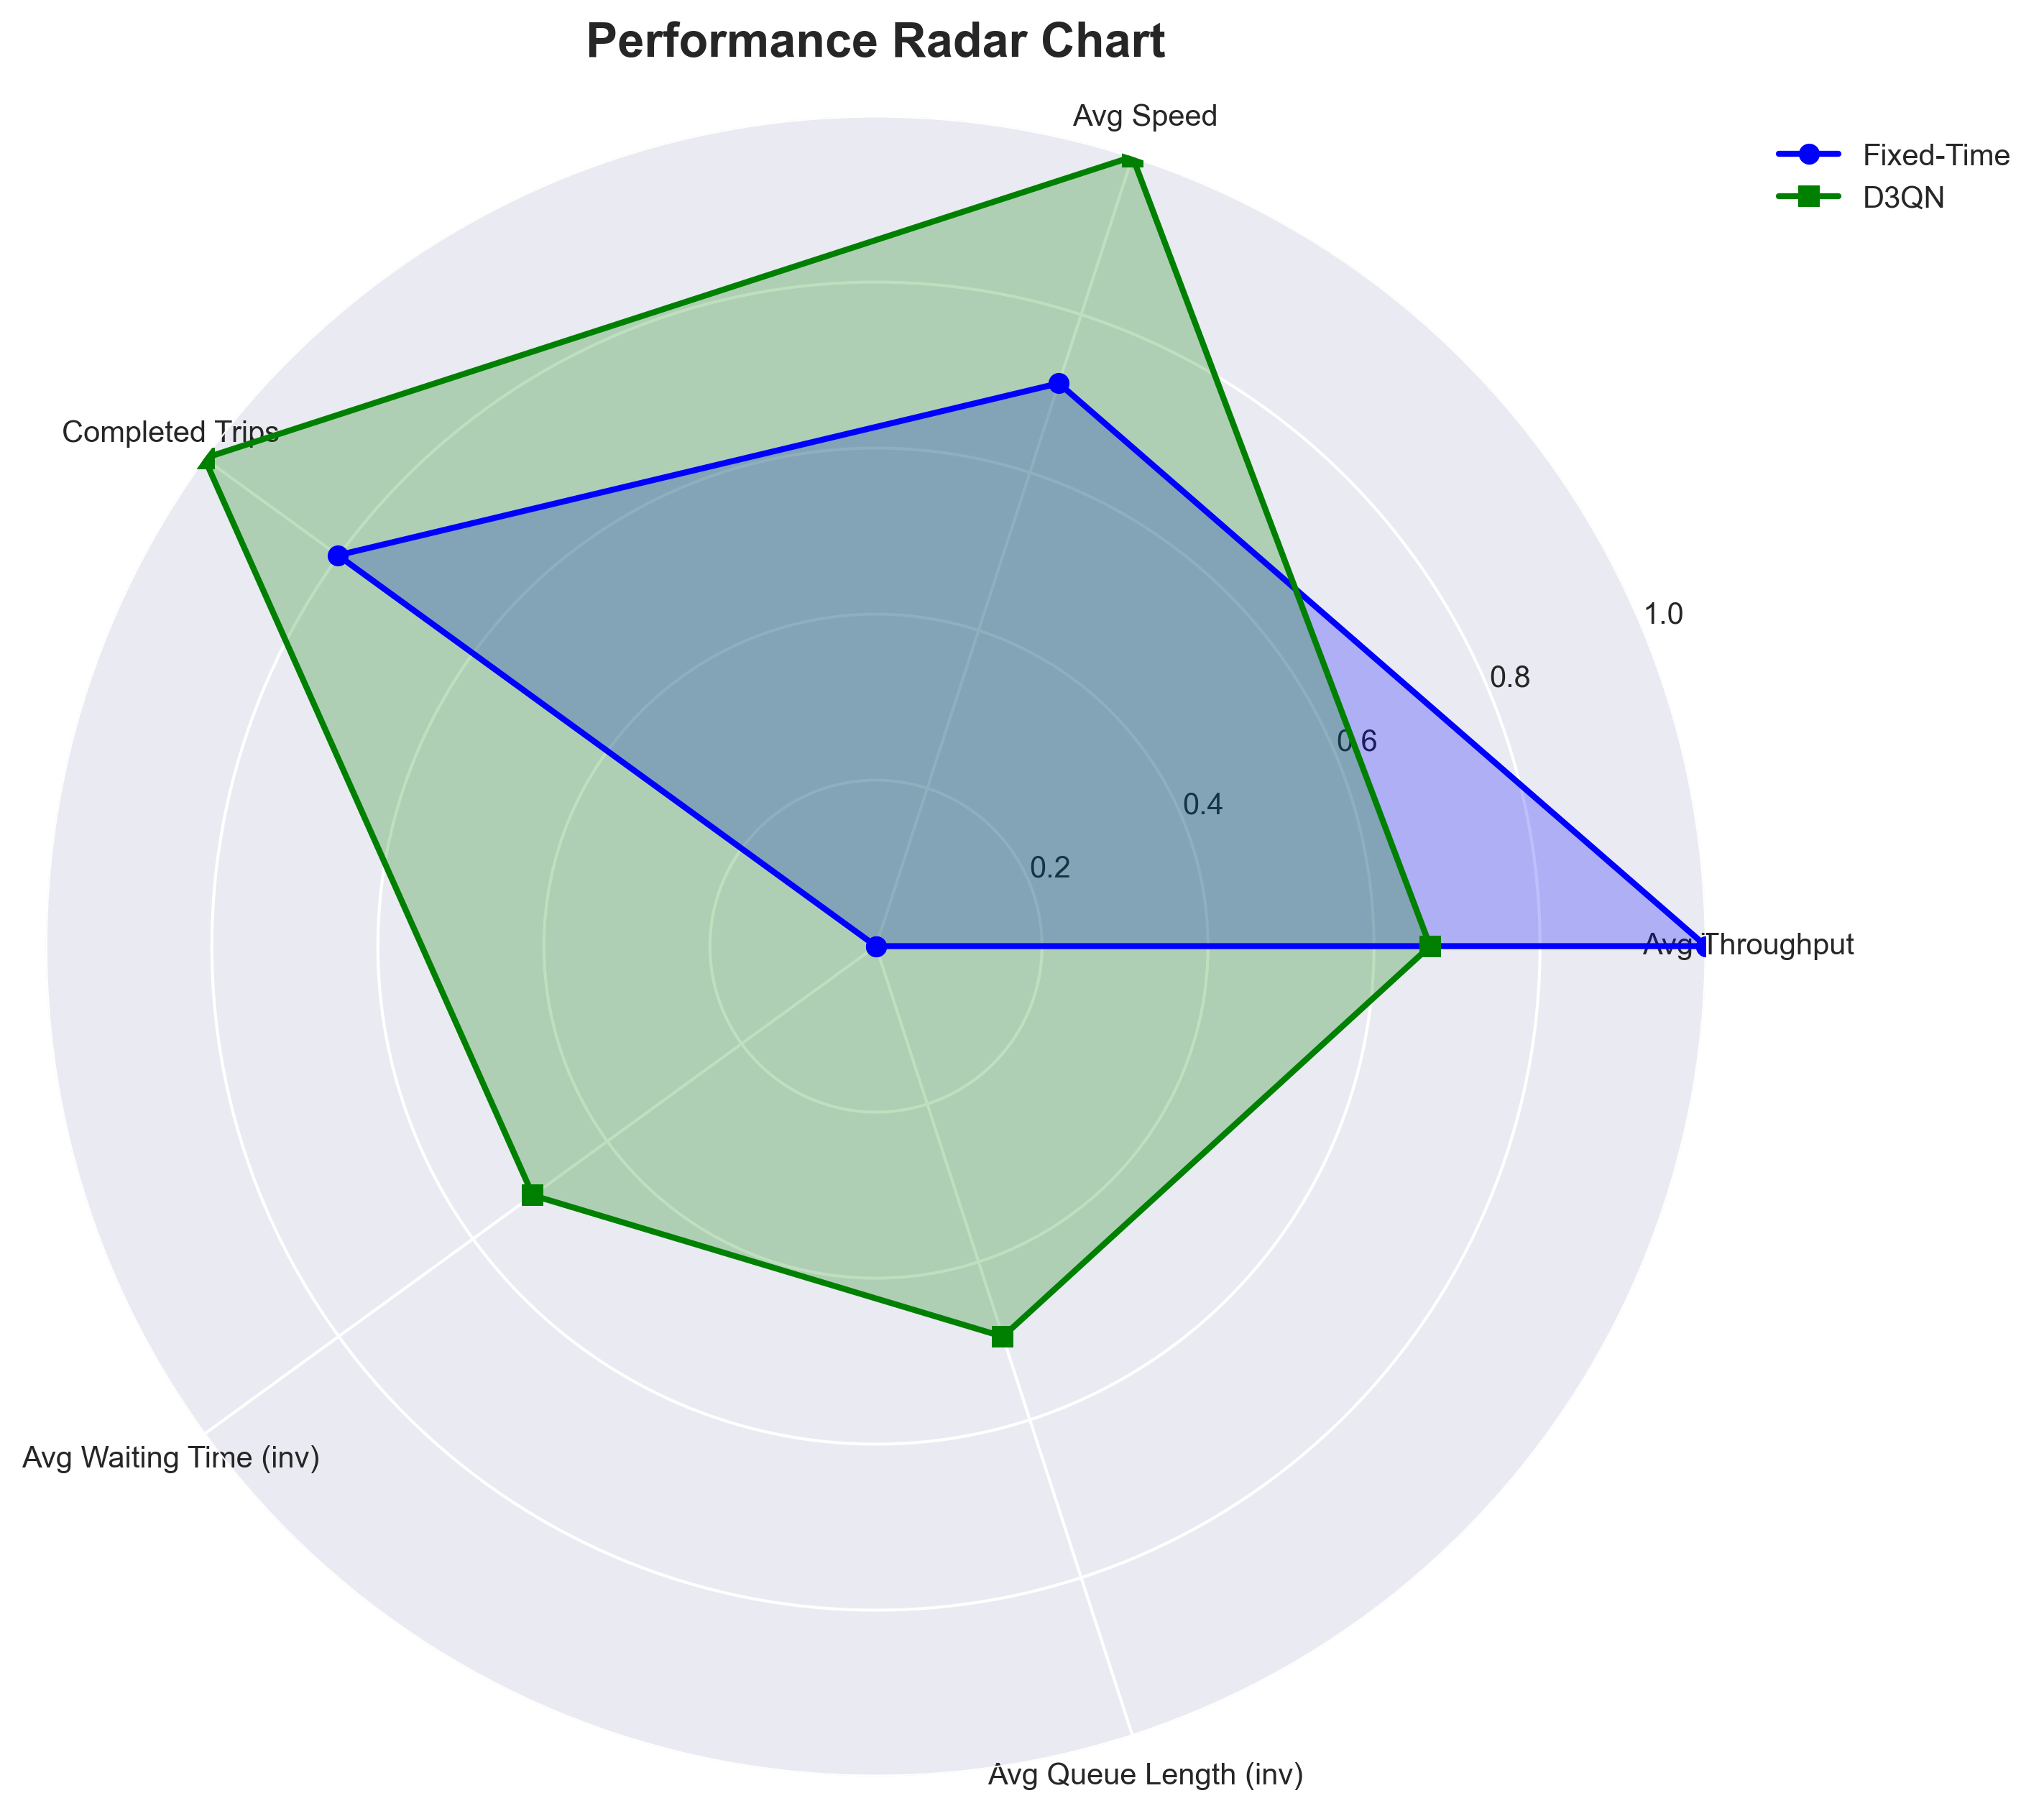 Performance Radar Chart
Avg Speed
Fixed-Time
D3QN
Completed Trips
1.0
0.8
0.6
0.4
0.2
Avg Throughput
Avg Waiting Time (inv)
Avg Queue Length (inv)